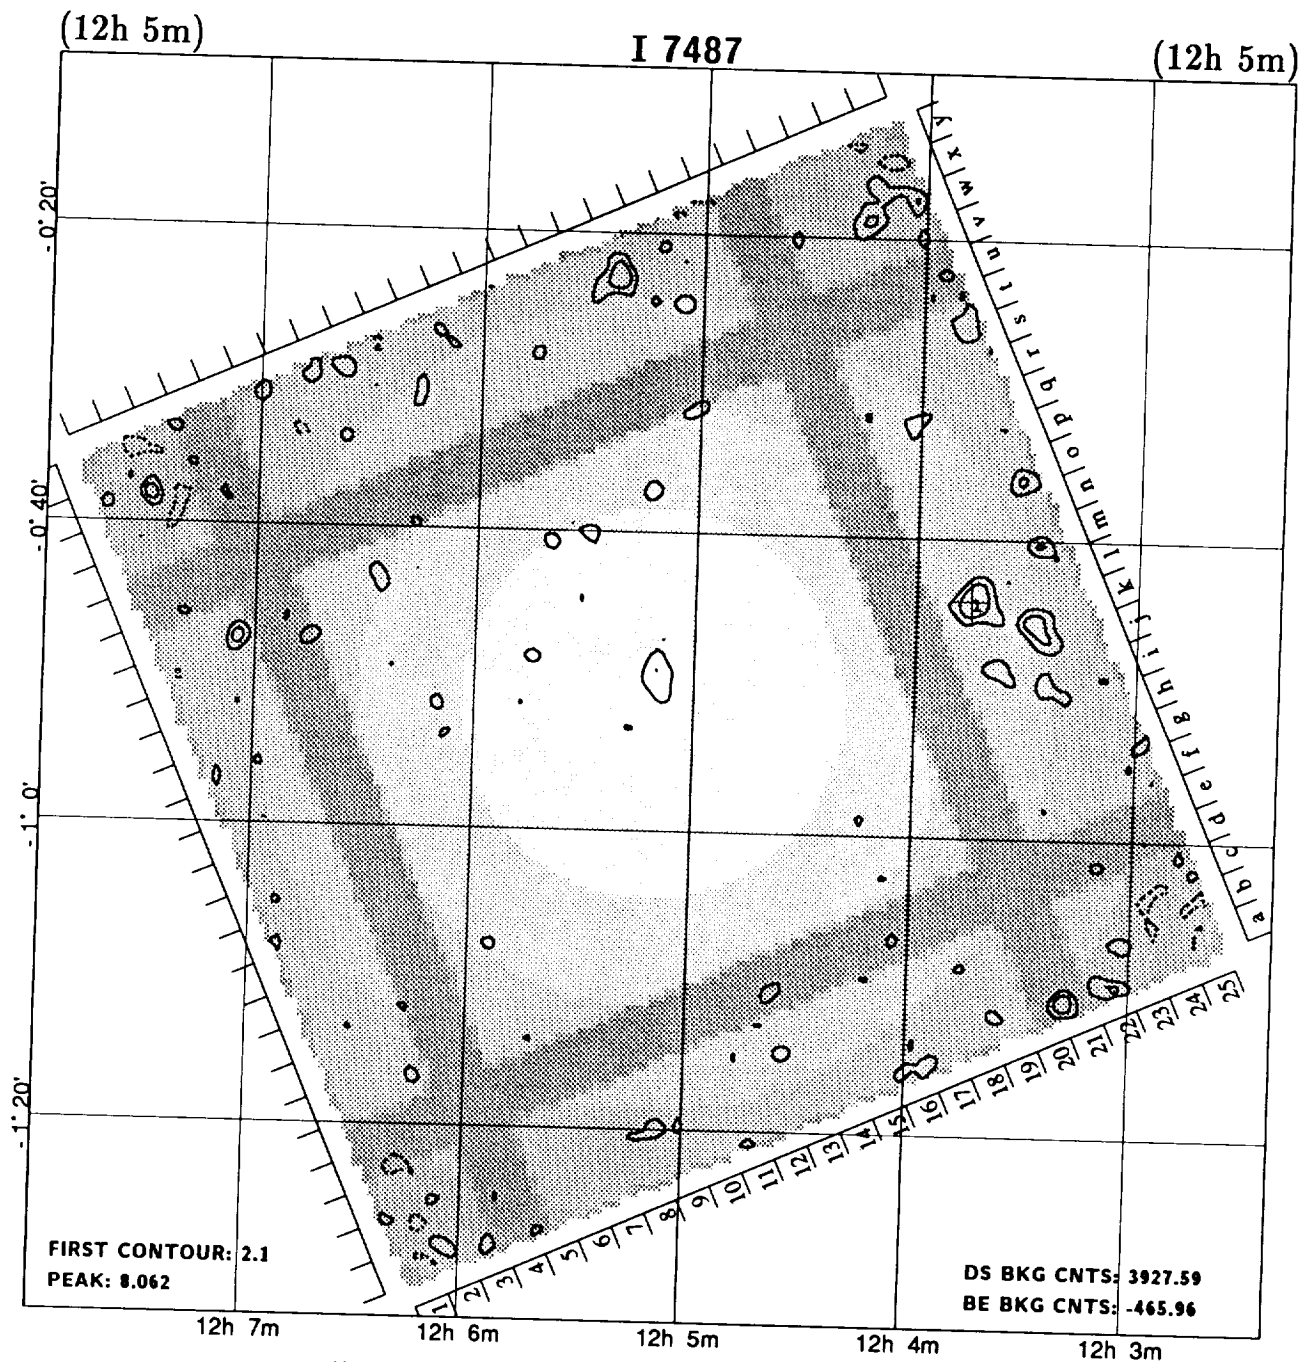 (12h 5m)
I 7487
(12h 5m)
- 0° 20'
- 0° 40'
- 1° 0'
- 1° 20'
y
x
w
v
u
t
s
r
q
p
o
n
m
l
k
j
i
h
g
f
e
d
c
b
a
1
2
3
4
5
6
7
8
9
10
11
12
13
14
15
16
17
18
19
20
21
22
23
24
25
FIRST CONTOUR: 2.1
PEAK: 8.062
DS BKG CNTS: 3927.59
BE BKG CNTS: -465.96
12h 7m
12h 6m
12h 5m
12h 4m
12h 3m